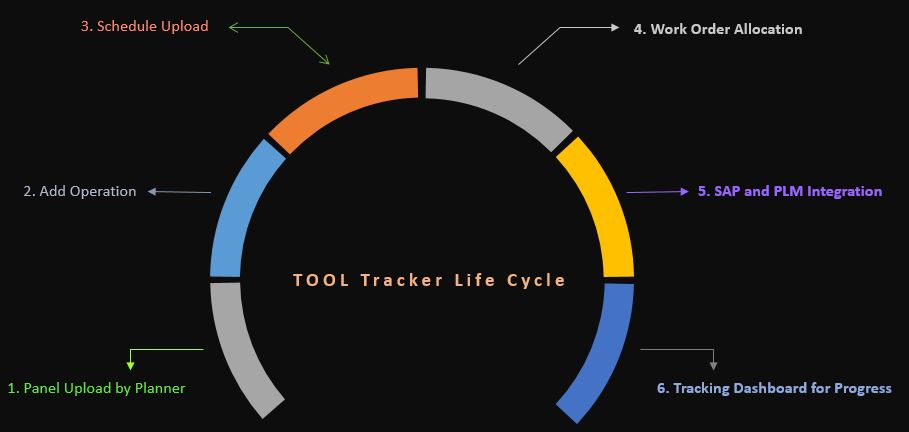 3. Schedule Upload
4. Work Order Allocation
2. Add Operation
5. SAP and PLM Integration
TOOL Tracker Life Cycle
1. Panel Upload by Planner
6. Tracking Dashboard for Progress